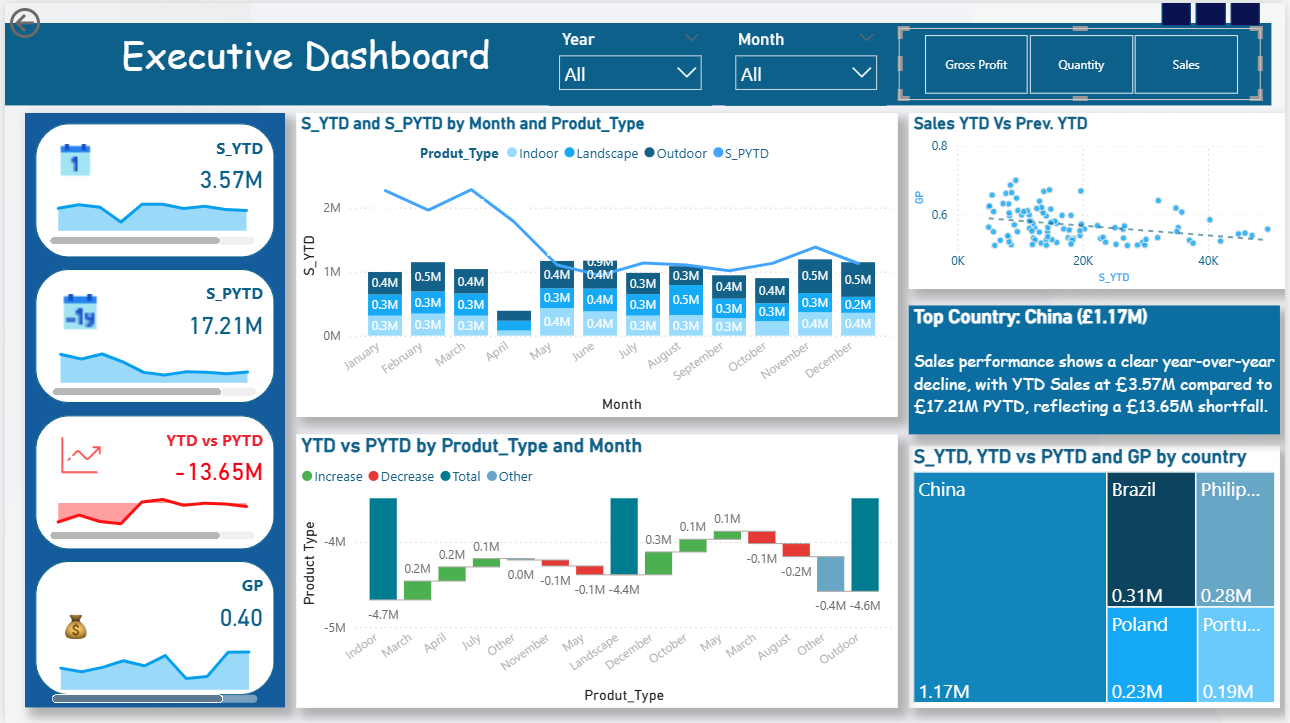 Executive Dashboard
Year
All
Month
All
Gross Profit
Quantity
Sales
1
S_YTD
3.57M
-1y
S_PYTD
17.21M
YTD vs PYTD
-13.65M
GP
0.40
S_YTD and S_PYTD by Month and Produt_Type
Produt_Type Indoor Landscape Outdoor S_PYTD
S_YTD
2M
1M
0M
0.4M 0.5M 0.4M 0.4M 0.9M 0.4M 0.3M 0.3M 0.4M 0.4M 0.5M 0.5M
0.3M 0.3M 0.3M 0.3M 0.4M 0.3M 0.5M 0.3M 0.3M 0.3M 0.2M
0.3M 0.3M 0.3M 0.4M 0.4M 0.3M 0.3M 0.3M 0.4M 0.4M
January February March April May June July August September October November December
Month
YTD vs PYTD by Produt_Type and Month
Increase Decrease Total Other
Product Type
-4M
-5M
-4.7M 0.2M 0.2M 0.1M 0.0M -0.1M -0.1M -4.4M 0.3M 0.1M 0.1M -0.1M -0.2M -0.4M -4.6M
Indoor March April July Other November May Landscape December October May March August Other Outdoor
Produt_Type
Sales YTD Vs Prev. YTD
GP
0.8
0.6
0K 20K 40K
S_YTD
Top Country: China (£1.17M)
Sales performance shows a clear year-over-year
decline, with YTD Sales at £3.57M compared to
£17.21M PYTD, reflecting a £13.65M shortfall.
S_YTD, YTD vs PYTD and GP by country
China
1.17M
Brazil
0.31M
Philip...
0.28M
Poland
0.23M
Portu...
0.19M